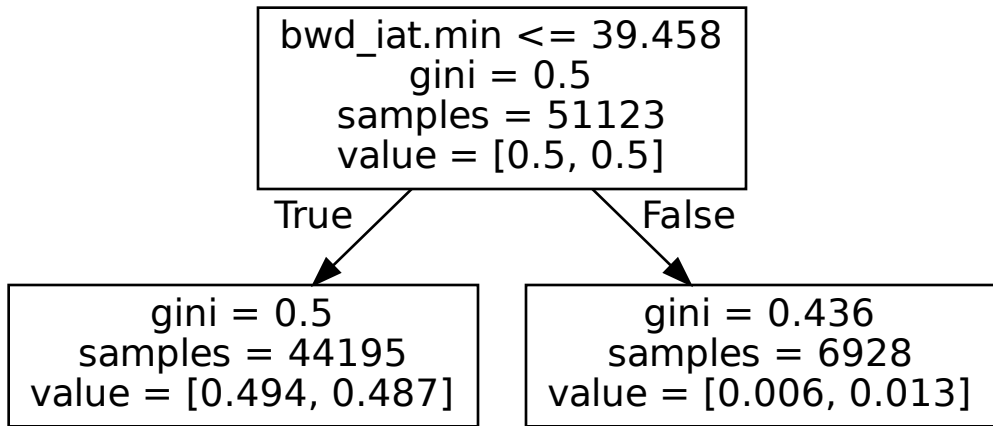 bwd_iat.min <= 39.458
gini = 0.5
samples = 51123
value = [0.5, 0.5]
True
False
gini = 0.5
samples = 44195
value = [0.494, 0.487]
gini = 0.436
samples = 6928
value = [0.006, 0.013]